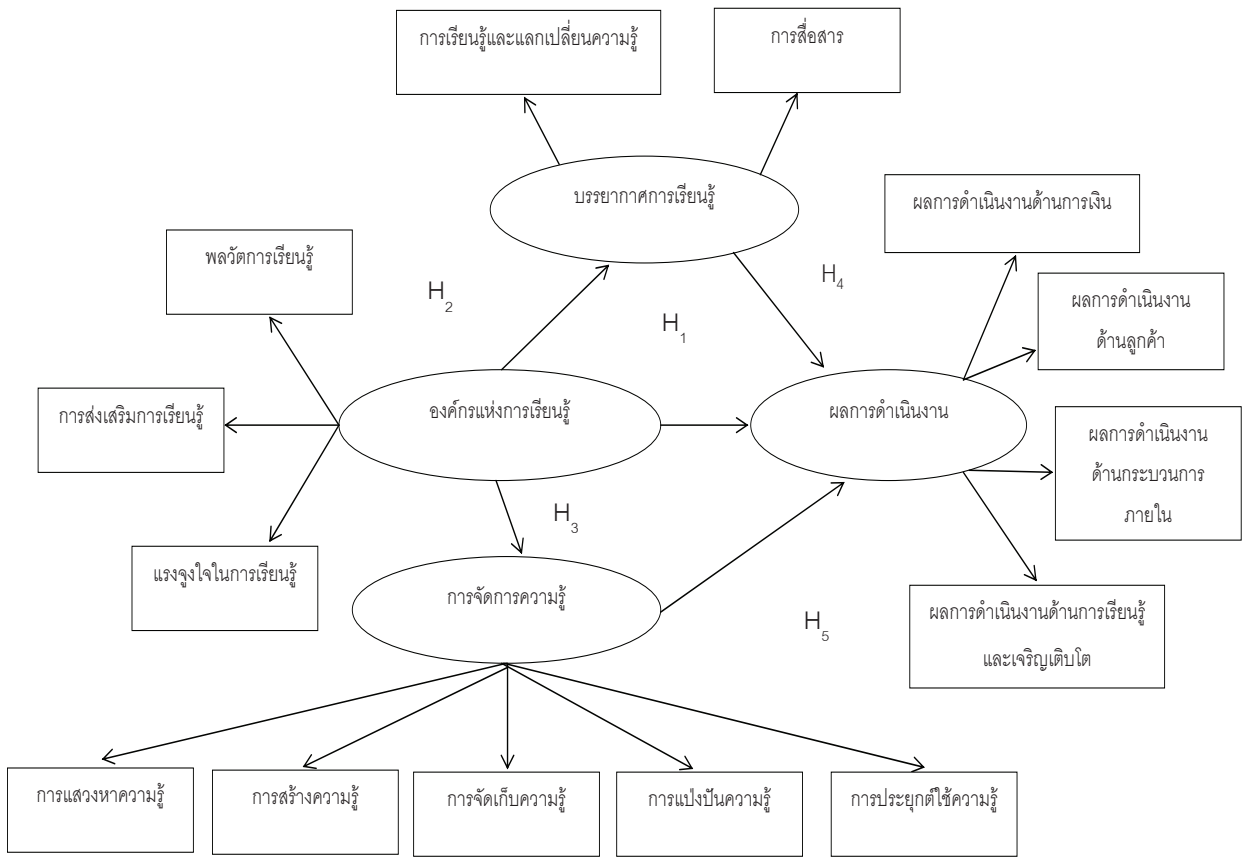 การเรียนรู้และแลกเปลี่ยนความรู้
การสื่อสาร
บรรยากาศการเรียนรู้
ผลการดำเนินงานด้านการเงิน
พลวัตการเรียนรู้
H2
H4
H1
ผลการดำเนินงาน
ด้านลูกค้า
การส่งเสริมการเรียนรู้
องค์กรแห่งการเรียนรู้
ผลการดำเนินงาน
ผลการดำเนินงาน
ด้านกระบวนการ
ภายใน
H3
แรงจูงใจในการเรียนรู้
การจัดการความรู้
H5
ผลการดำเนินงานด้านการเรียนรู้
และเจริญเติบโต
การแสวงหาความรู้
การสร้างความรู้
การจัดเก็บความรู้
การแบ่งปันความรู้
การประยุกต์ใช้ความรู้